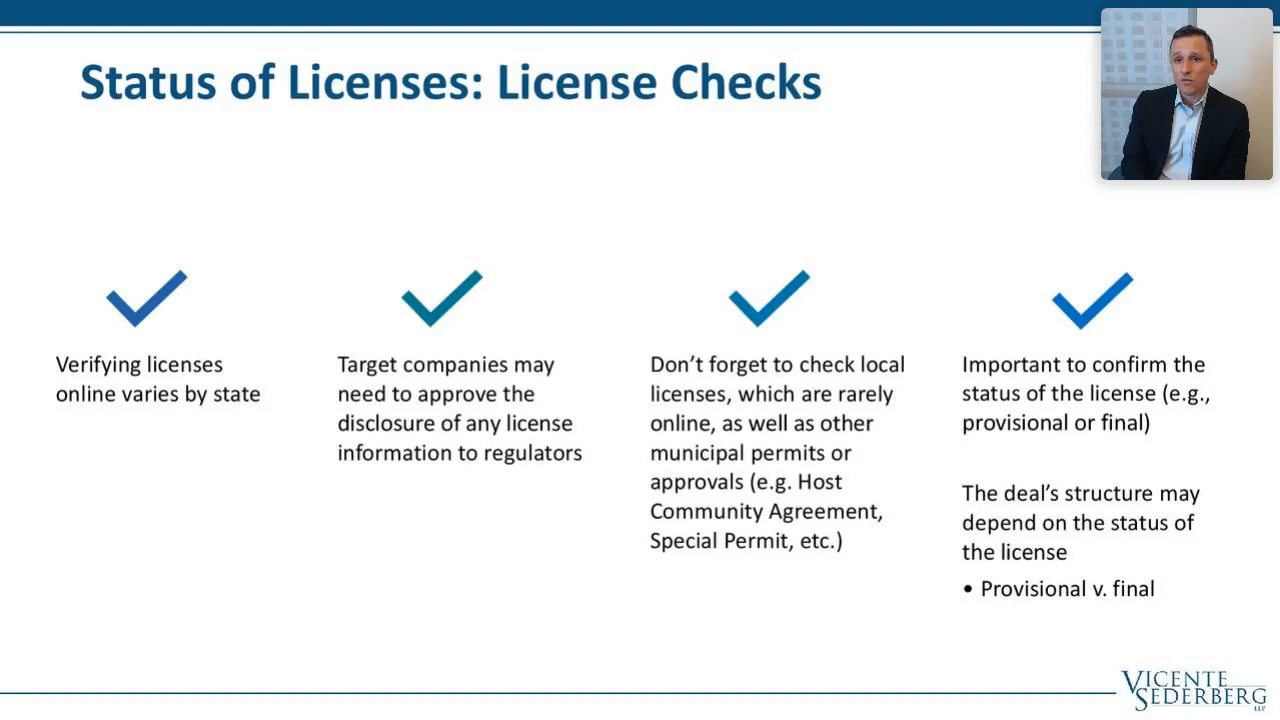 Status of Licenses: License Checks
Verifying licenses
online varies by state
Target companies may
need to approve the
disclosure of any license
information to regulators
Don’t forget to check local
licenses, which are rarely
online, as well as other
municipal permits or
approvals (e.g. Host
Community Agreement,
Special Permit, etc.)
Important to confirm the
status of the license (e.g.,
provisional or final)
The deal’s structure may
depend on the status of
the license
• Provisional v. final
VICENTE
SEDERBERG
LLP